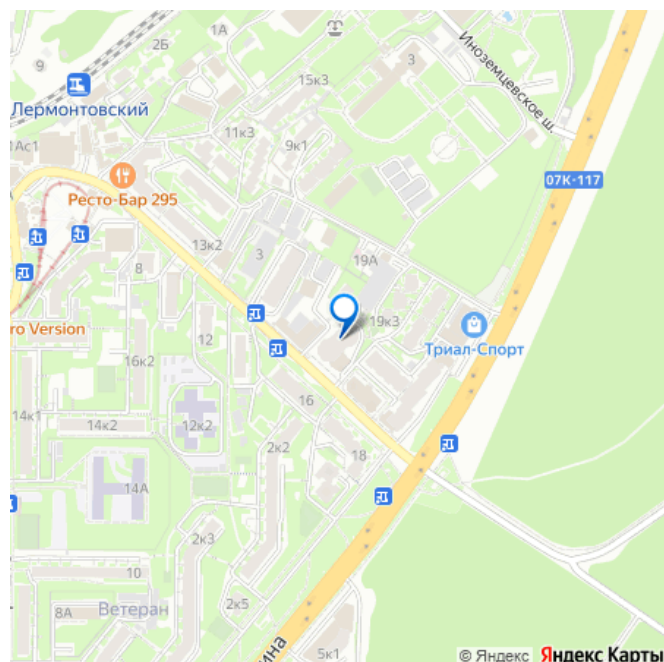 1А
2Б
9
3
Иноземцевское ш.
Лермонтовский
15к3
11к3
1Ас1
9к1
07К-117
Ресто-Бар 295
13к2
3
19А
8
ro Version
12
19к3
Триал-Спорт
16к2
16
14к1
14к2
12к2
2к2
18
14А
2к3
10
8А
Ветеран
2к5
ина
5к1
© Яндекс Яндекс Карты